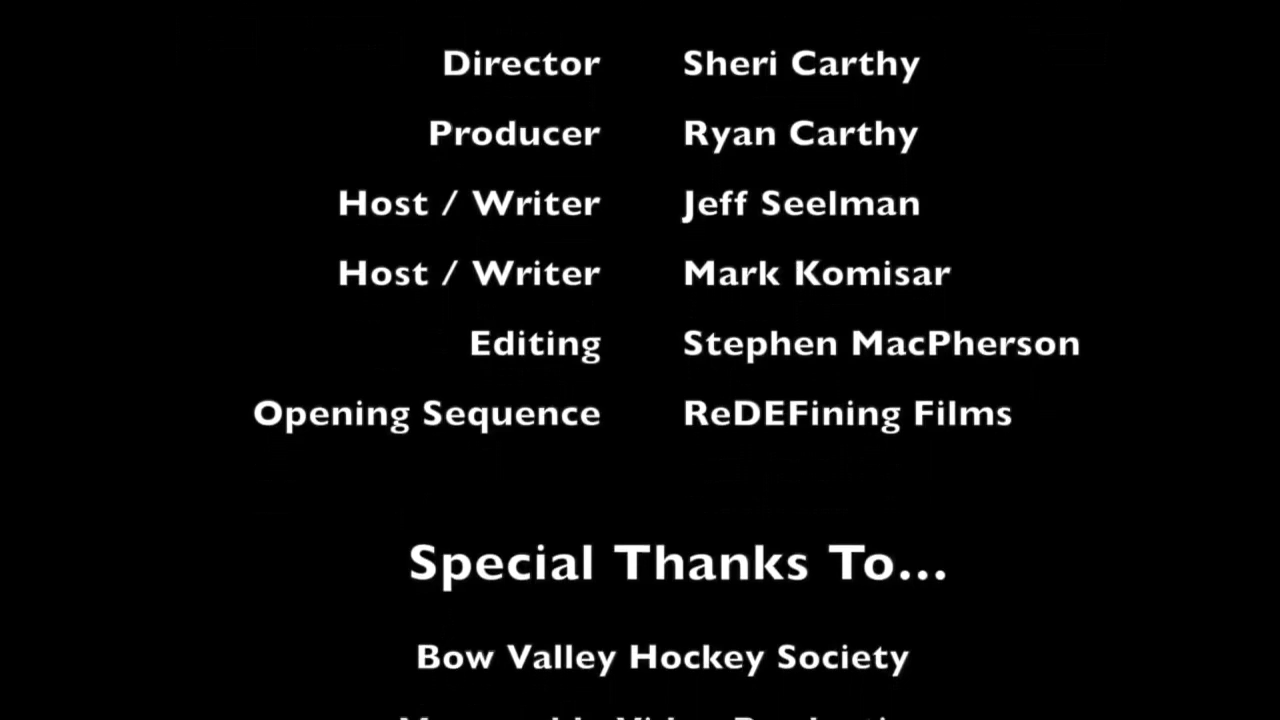 Director Sheri Carthy
Producer Ryan Carthy
Host / Writer Jeff Seelman
Host / Writer Mark Komisar
Editing Stephen MacPherson
Opening Sequence ReDEFining Films
Special Thanks To...
Bow Valley Hockey Society